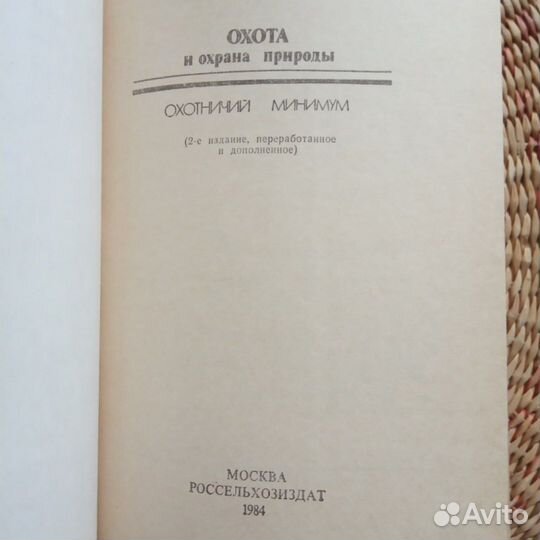 ОХОТА
и охрана природы
ОХОТНИЧИЙ МИНИМУМ
(2-е издание, переработанное
и дополненное)
МОСКВА
РОССЕЛЬХОЗИЗДАТ
1984
Avito